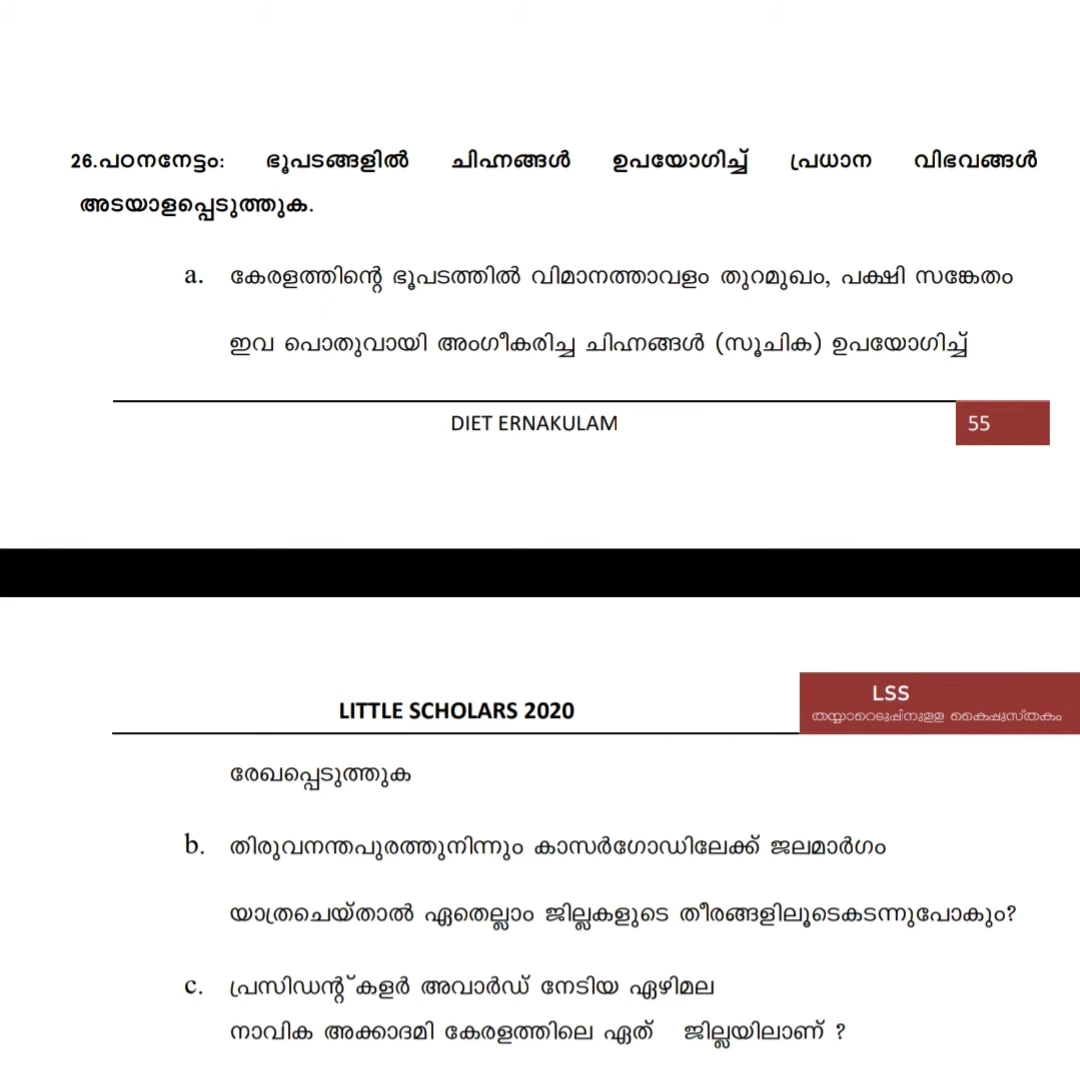 26.പഠനനേട്ടം: ഭൂപടങ്ങളിൽ ചിഹ്നങ്ങൾ ഉപയോഗിച്ച് പ്രധാന വിഭവങ്ങൾ
അടയാളപ്പെടുത്തുക.
a. കേരളത്തിന്റെ ഭൂപടത്തിൽ വിമാനത്താവളം തുറമുഖം, പക്ഷി സങ്കേതം
ഇവ പൊതുവായി അംഗീകരിച്ച ചിഹ്നങ്ങൾ (സൂചിക) ഉപയോഗിച്ച്
DIET ERNAKULAM 55
LSS
LITTLE SCHOLARS 2020 തയ്യാറെടുപ്പിനുള്ള കൈപ്പുസ്തകം
രേഖപ്പെടുത്തുക
b. തിരുവനന്തപുരത്തുനിന്നും കാസർഗോഡിലേക്ക് ജലമാർഗം
യാത്രചെയ്താൽ ഏതെല്ലാം ജില്ലകളുടെ തീരങ്ങളിലൂടെകടന്നുപോകും?
c. പ്രസിഡന്റ്കളർ അവാർഡ് നേടിയ ഏഴിമല
നാവിക അക്കാദമി കേരളത്തിലെ ഏത് ജില്ലയിലാണ് ?